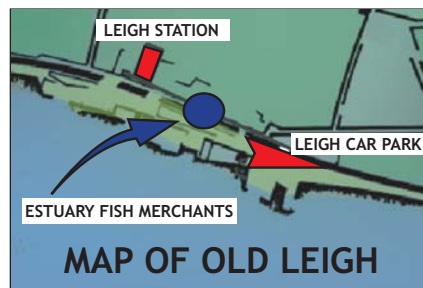 LEIGH STATION
LEIGH CAR PARK
ESTUARY FISH MERCHANTS
MAP OF OLD LEIGH